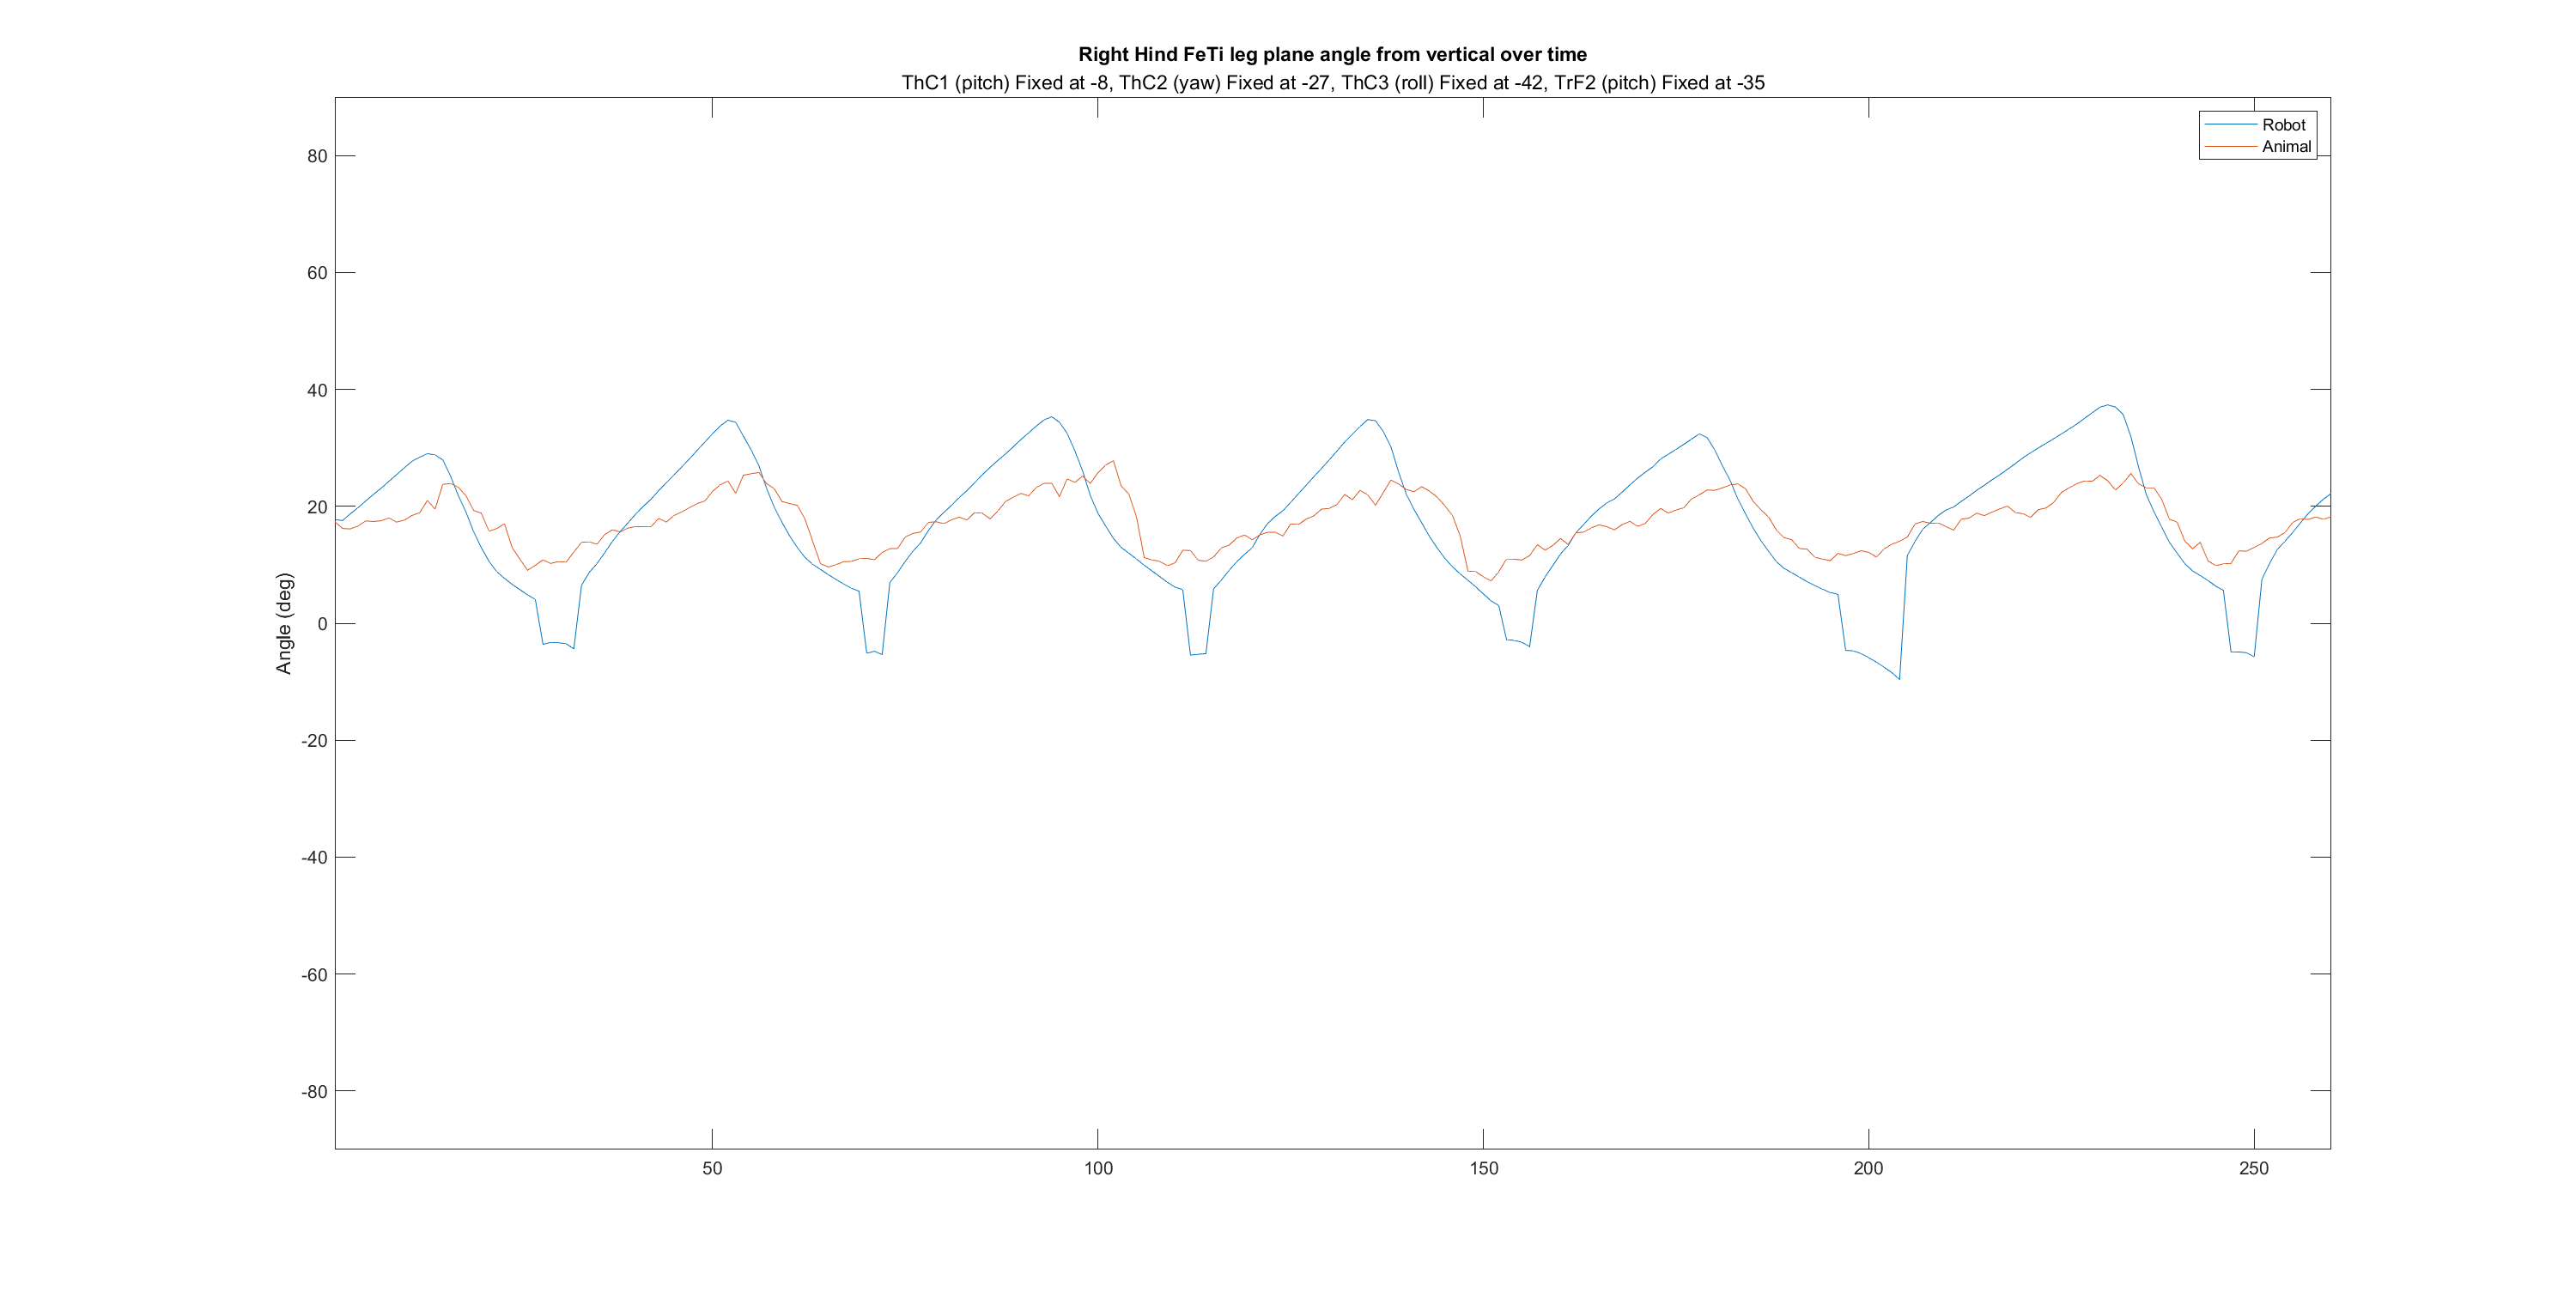 Right Hind FeTi leg plane angle from vertical over time
ThC1 (pitch) Fixed at -8, ThC2 (yaw) Fixed at -27, ThC3 (roll) Fixed at -42, TrF2 (pitch) Fixed at -35
Robot
Animal
Angle (deg)
80
60
40
20
0
-20
-40
-60
-80
50
100
150
200
250